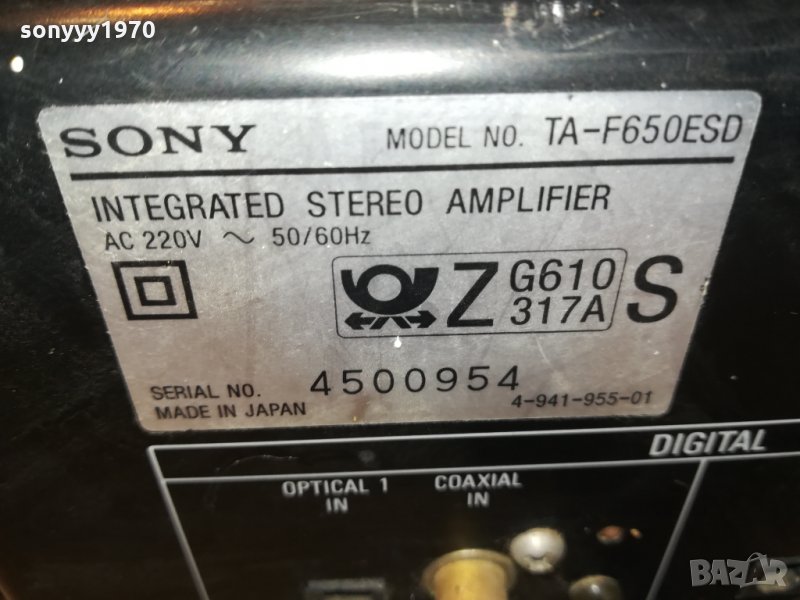 sonyyy1970
SONY MODEL NO. TA-F650ESD
INTEGRATED STEREO AMPLIFIER
AC 220V ~ 50/60Hz
Z G610 317A S
SERIAL NO. 4500954
MADE IN JAPAN 4-941-955-01
DIGITAL
OPTICAL 1 IN
COAXIAL IN
BAZAR